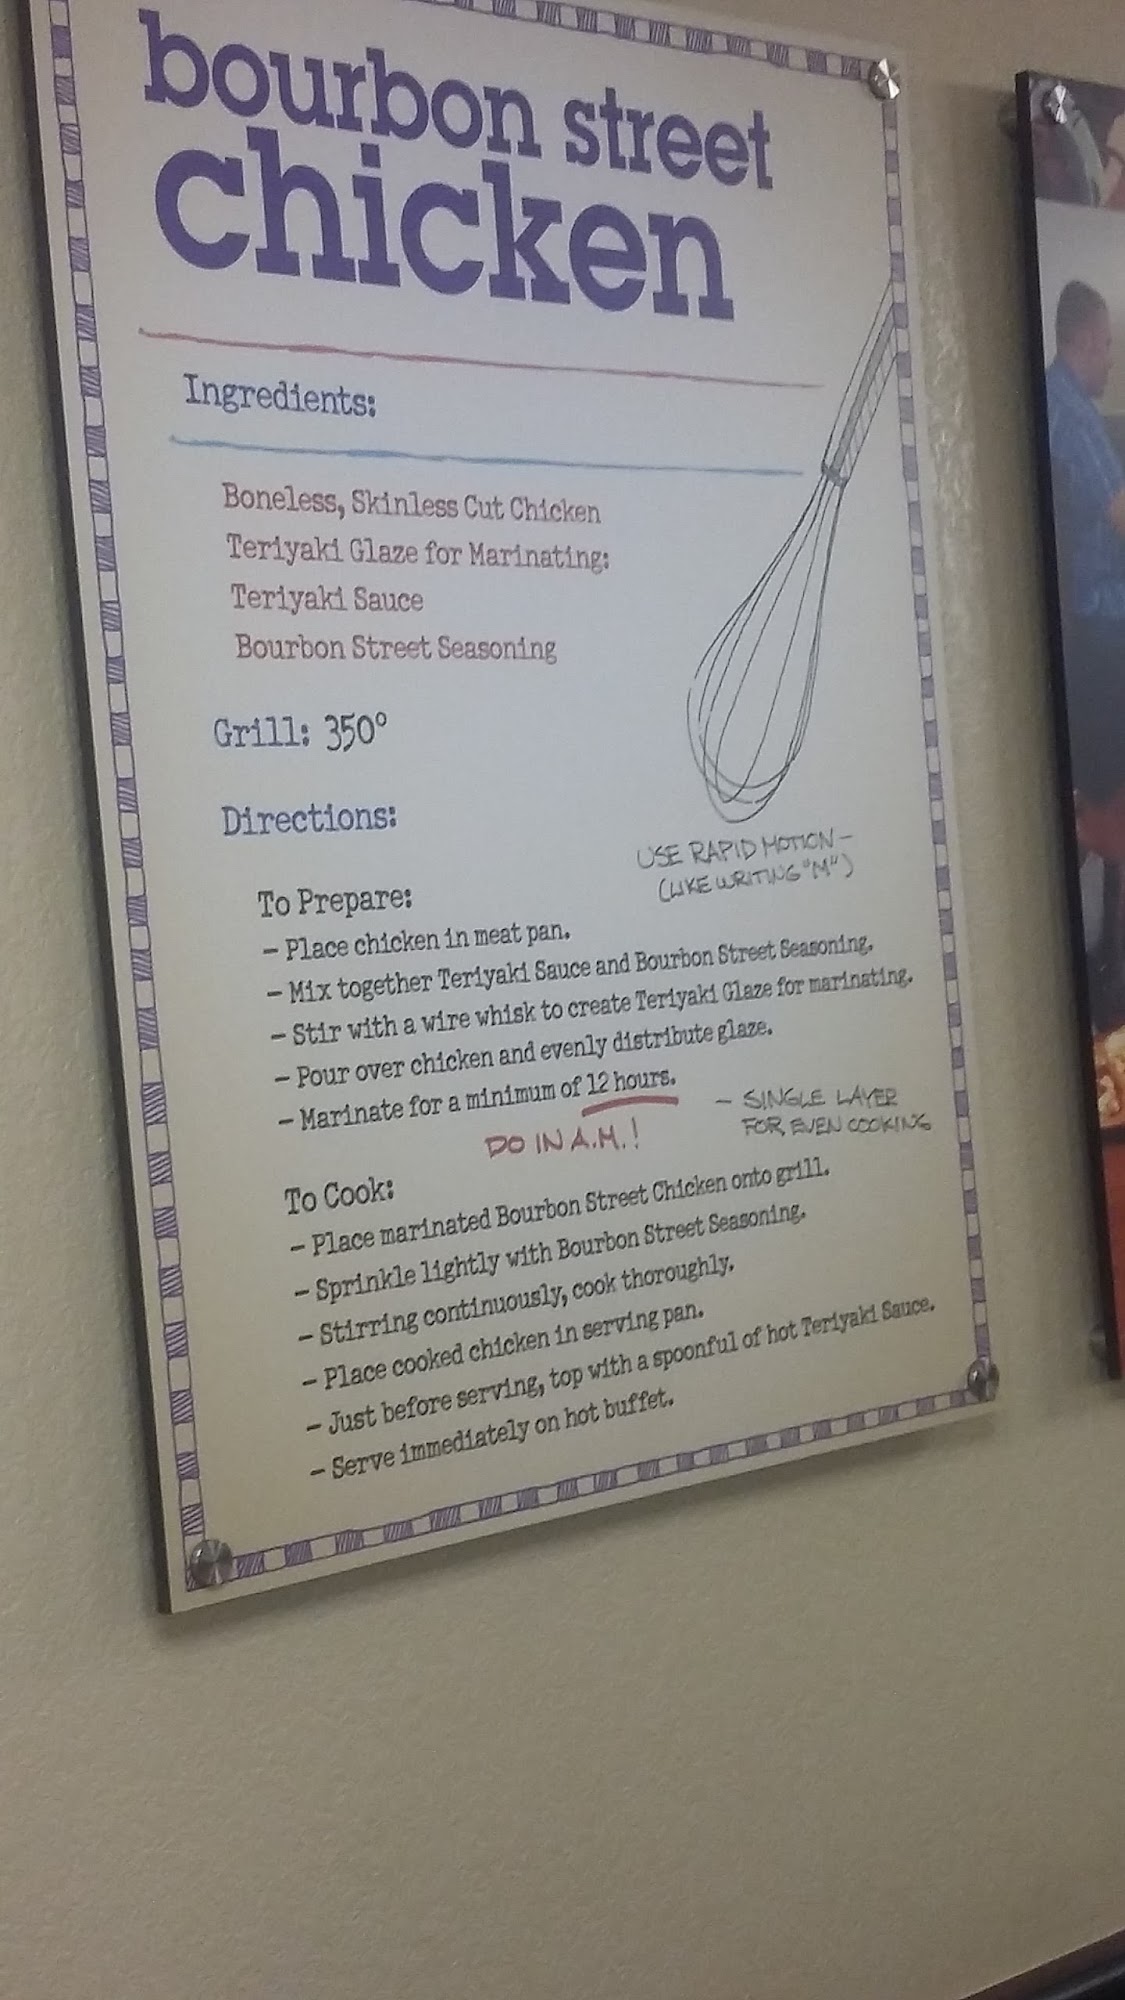 bourbon street
chicken
Ingredients:
Boneless, Skinless Cut Chicken
Teriyaki Glaze for Marinating:
Teriyaki Sauce
Bourbon Street Seasoning
Grill: 350°
Directions:
USE RAPID MOTION –
(LIKE WRITING "M")
To Prepare:
– Place chicken in meat pan.
– Mix together Teriyaki Sauce and Bourbon Street Seasoning.
– Stir with a wire whisk to create Teriyaki Glaze for marinating.
– Pour over chicken and evenly distribute glaze.
– Marinate for a minimum of 12 hours.
– SINGLE LAYER
FOR EVEN COOKING
DO IN A.M.!
To Cook:
– Place marinated Bourbon Street Chicken onto grill.
– Sprinkle lightly with Bourbon Street Seasoning.
– Stirring continuously, cook thoroughly.
– Place cooked chicken in serving pan.
– Just before serving, top with a spoonful of hot Teriyaki Sauce.
– Serve immediately on hot buffet.